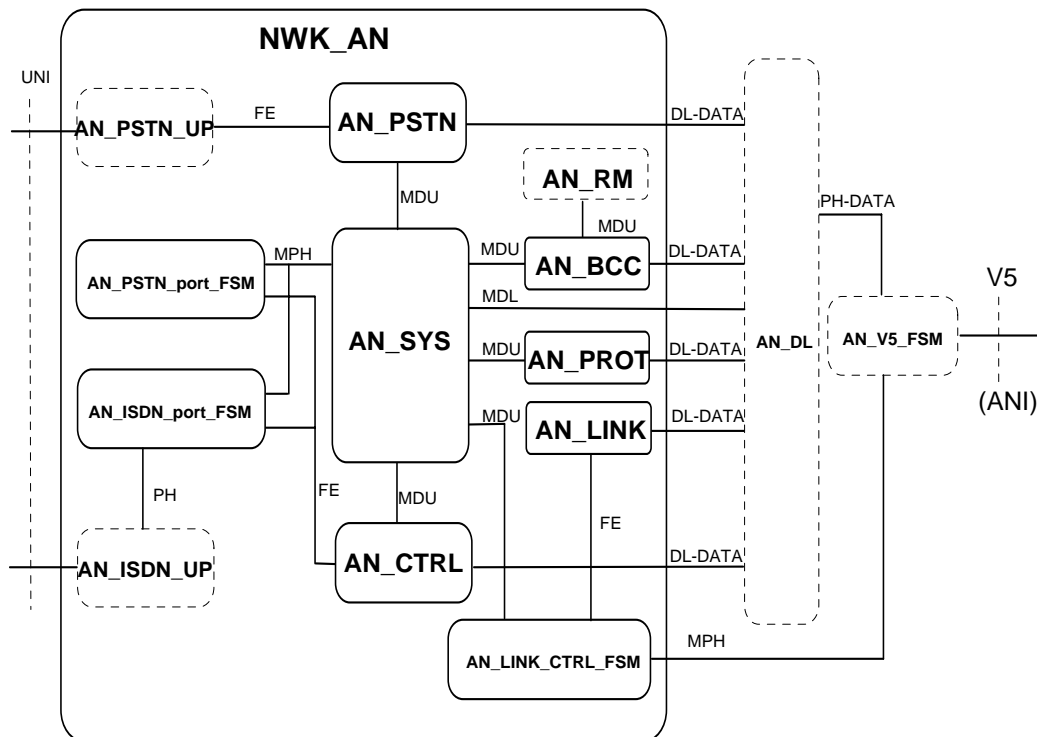 NWK_AN
UNI
AN_PSTN_UP
FE
AN_PSTN
DL-DATA
MDU
AN_RM
MDU
PH-DATA
AN_PSTN_port_FSM
MPH
AN_SYS
MDU
AN_BCC
DL-DATA
MDL
V5
AN_DL
AN_V5_FSM
MDU
AN_PROT
DL-DATA
(ANI)
AN_ISDN_port_FSM
MDU
AN_LINK
DL-DATA
PH
FE
MDU
FE
AN_ISDN_UP
AN_CTRL
DL-DATA
AN_LINK_CTRL_FSM
MPH